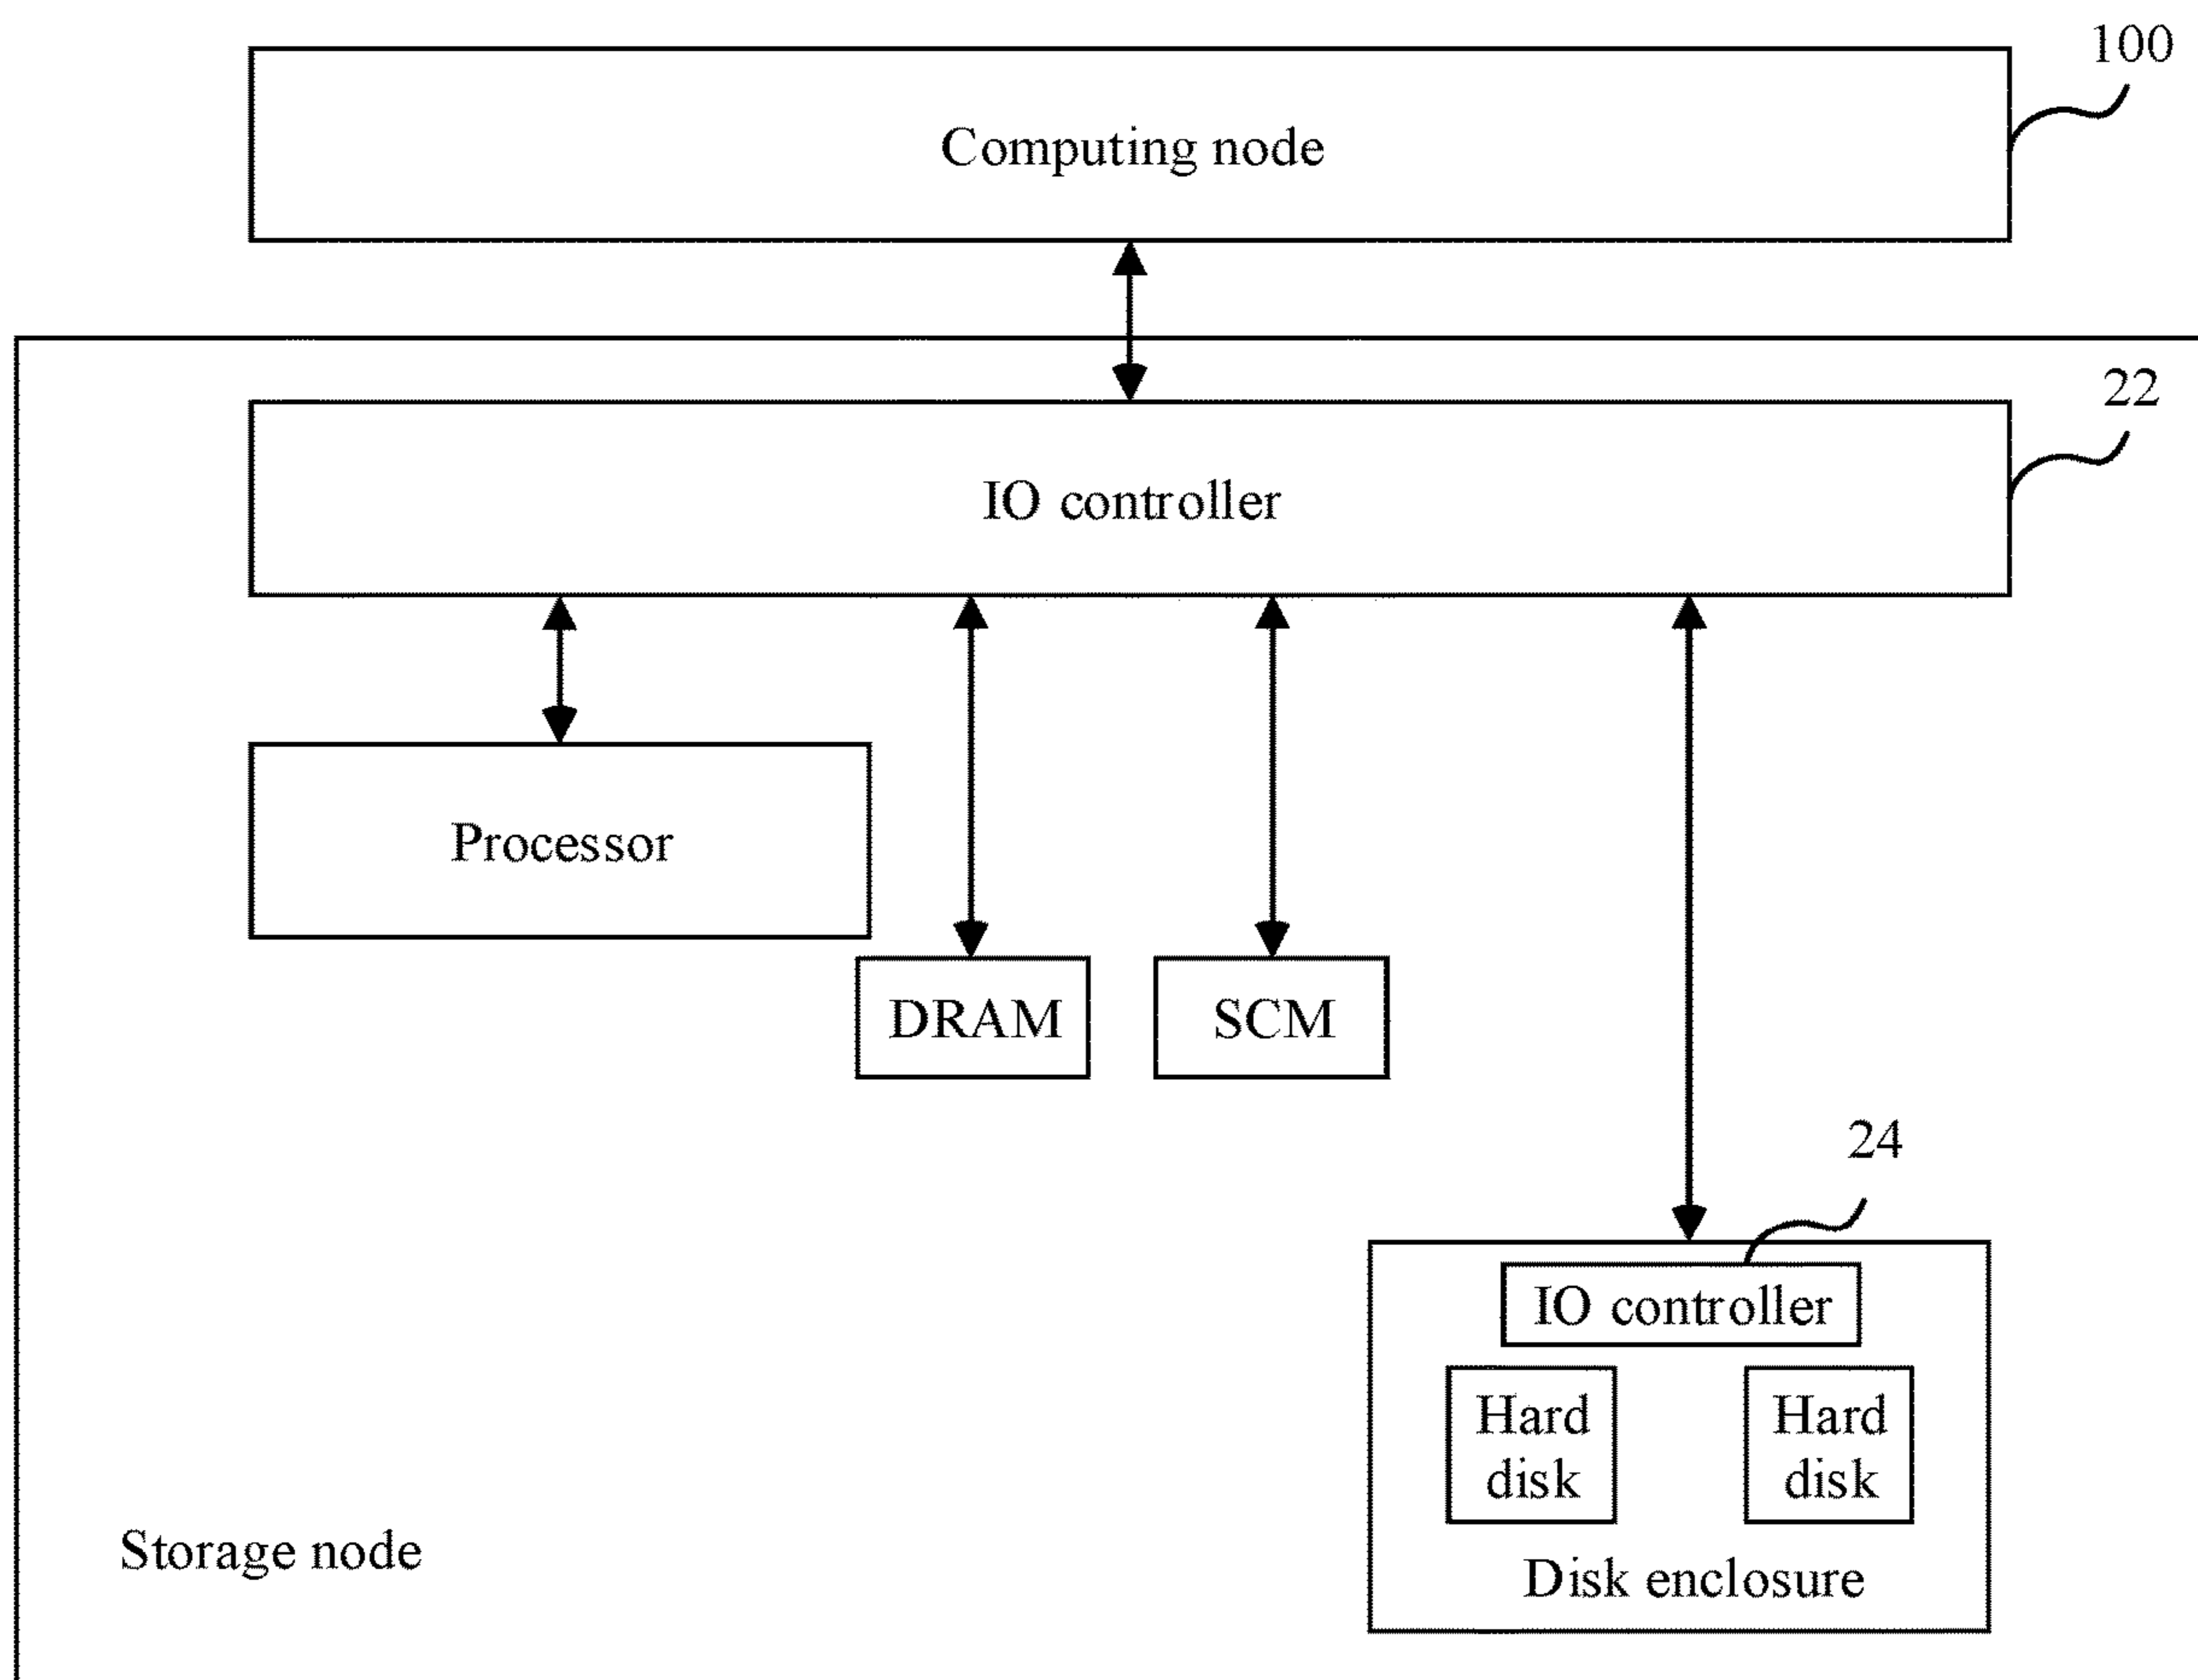 100
Computing node
22
IO controller
Processor
DRAM
SCM
24
IO controller
Hard
disk
Hard
disk
Disk enclosure
Storage node